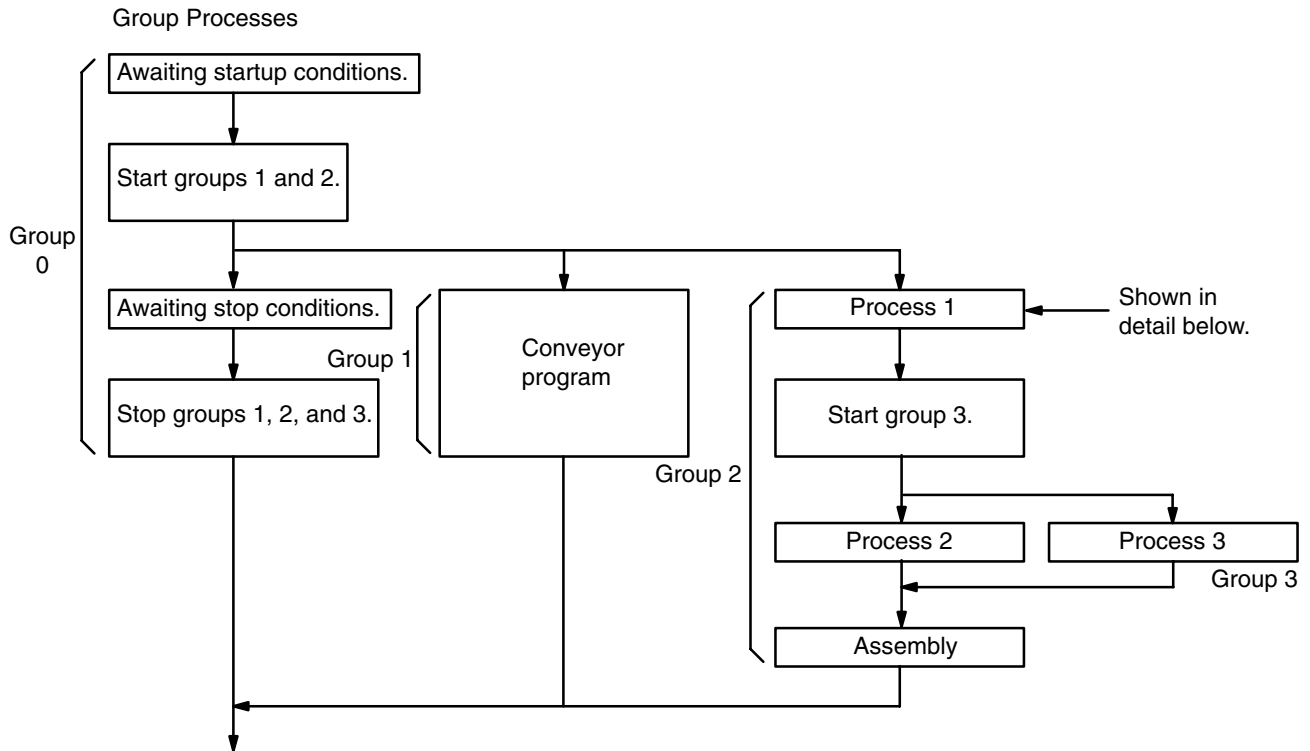 Group Processes
Awaiting startup conditions.
Start groups 1 and 2.
Group
0
Awaiting stop conditions.
Stop groups 1, 2, and 3.
Group 1
Conveyor
program
Process 1
Shown in
detail below.
Start group 3.
Group 2
Process 2
Process 3
Group 3
Assembly